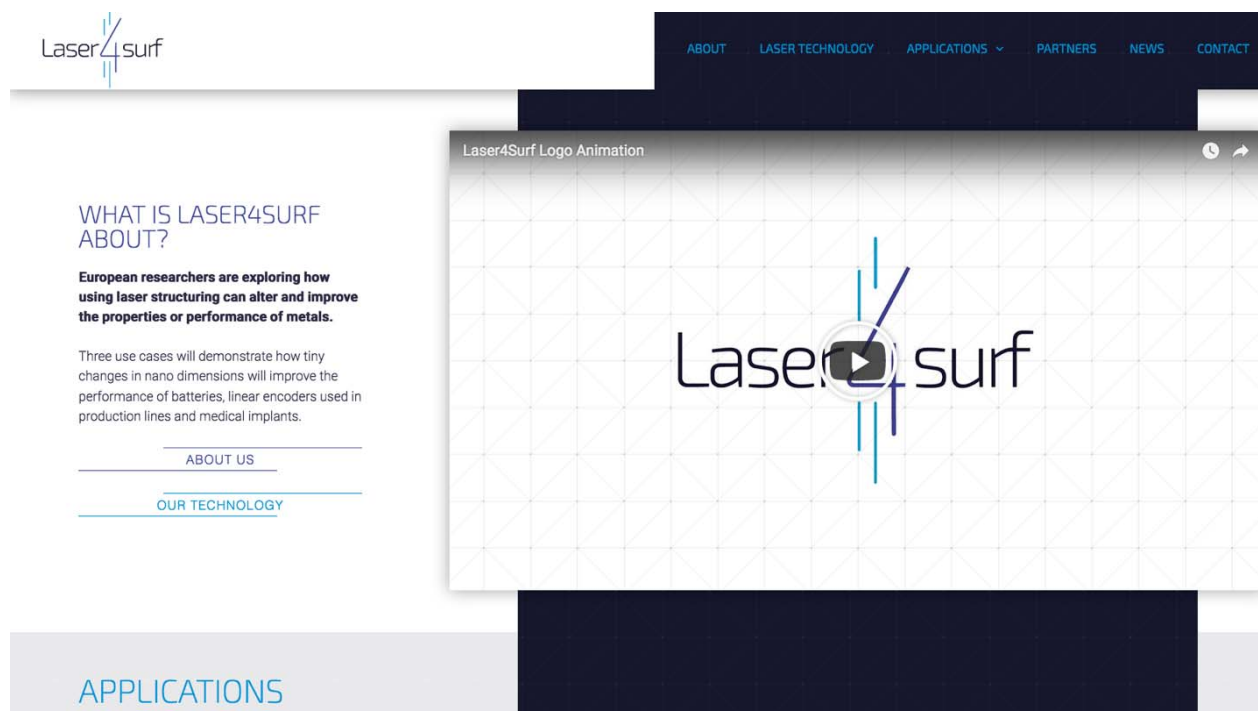 Laser4surf
ABOUT LASER TECHNOLOGY APPLICATIONS PARTNERS NEWS CONTACT
Laser4Surf Logo Animation
WHAT IS LASER4SURF
ABOUT?
European researchers are exploring how
using laser structuring can alter and improve
the properties or performance of metals.
Three use cases will demonstrate how tiny
changes in nano dimensions will improve the
performance of batteries, linear encoders used in
production lines and medical implants.
ABOUT US
OUR TECHNOLOGY
Laser4surf
APPLICATIONS